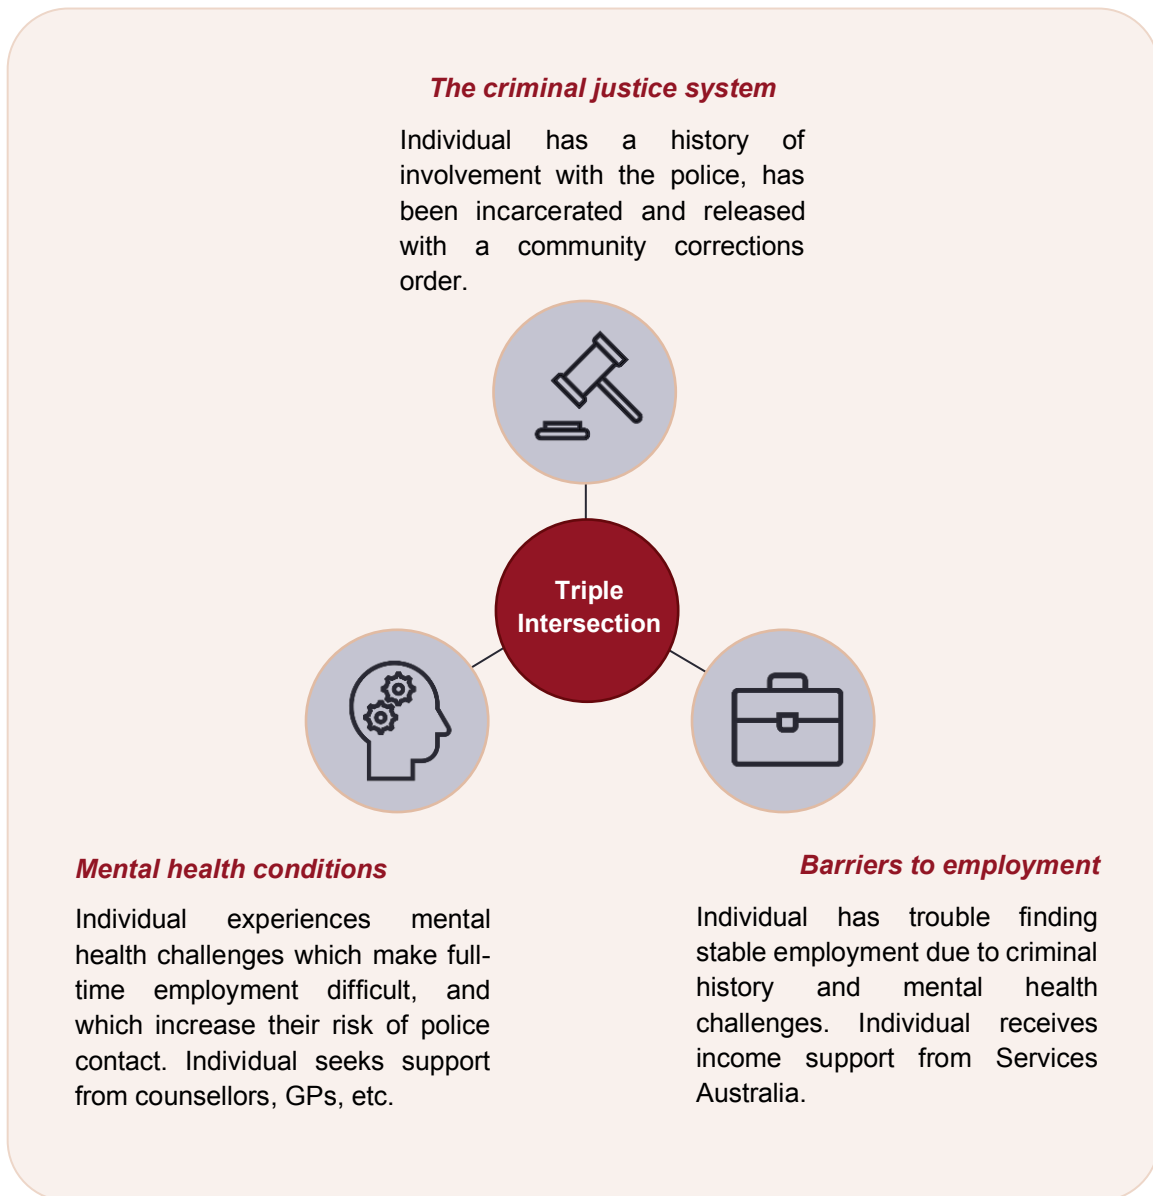 The criminal justice system
Individual has a history of
involvement with the police, has
been incarcerated and released
with a community corrections
order.
Triple
Intersection
Mental health conditions
Individual experiences mental
health challenges which make full-
time employment difficult, and
which increase their risk of police
contact. Individual seeks support
from counsellors, GPs, etc.
Barriers to employment
Individual has trouble finding
stable employment due to criminal
history and mental health
challenges. Individual receives
income support from Services
Australia.